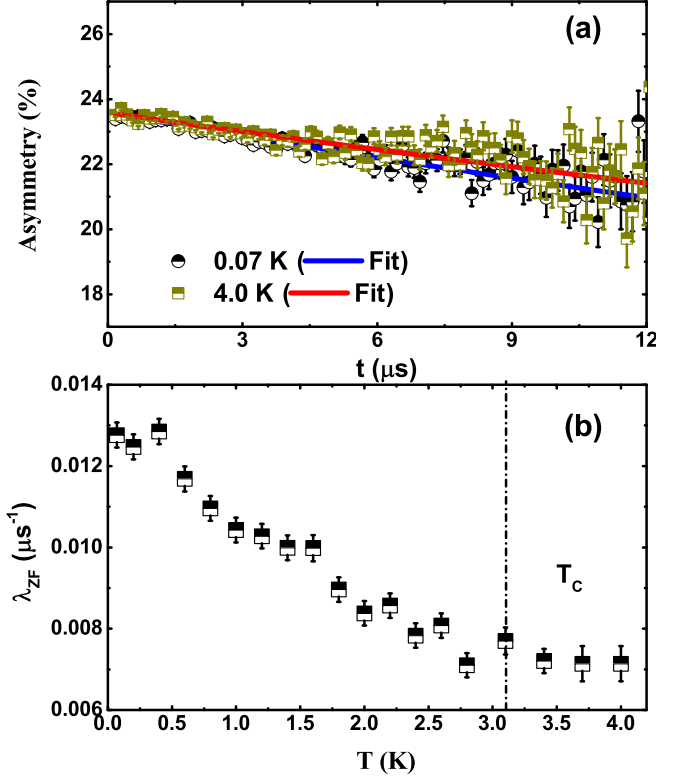 (a)
26
24
22
20
18
Asymmetry (%)
0.07 K ( Fit)
4.0 K ( Fit)
0 3 6 9 12
t (μs)
(b)
0.014
0.012
0.010
0.008
0.006
λZF (μs-1)
TC
0.0 0.5 1.0 1.5 2.0 2.5 3.0 3.5 4.0
T (K)